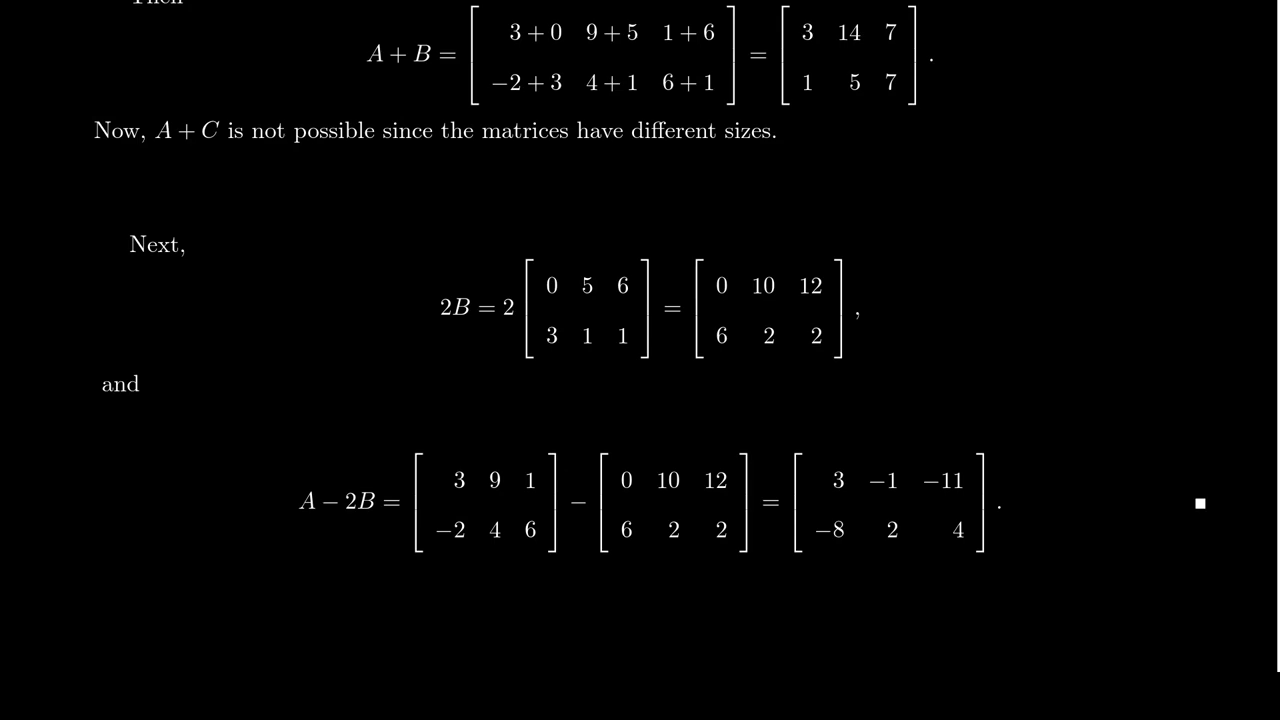 Then
A + B = [ 3 + 0 9 + 5 1 + 6 ; −2 + 3 4 + 1 6 + 1 ] = [ 3 14 7 ; 1 5 7 ] .
Now, A + C is not possible since the matrices have different sizes.
Next,
2B = 2 [ 0 5 6 ; 3 1 1 ] = [ 0 10 12 ; 6 2 2 ] ,
and
A − 2B = [ 3 9 1 ; −2 4 6 ] − [ 0 10 12 ; 6 2 2 ] = [ 3 −1 −11 ; −8 2 4 ] . ■